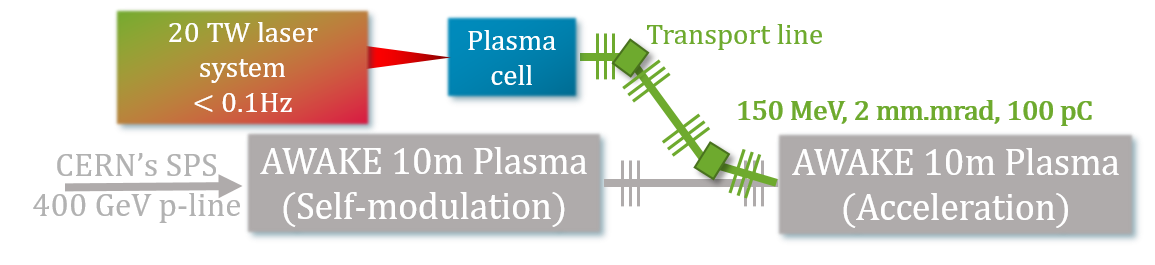 20 TW laser
system
< 0.1Hz
Plasma
cell
Transport line
150 MeV, 2 mm.mrad, 100 pC
CERN's SPS
400 GeV p-line
AWAKE 10m Plasma
(Self-modulation)
AWAKE 10m Plasma
(Acceleration)